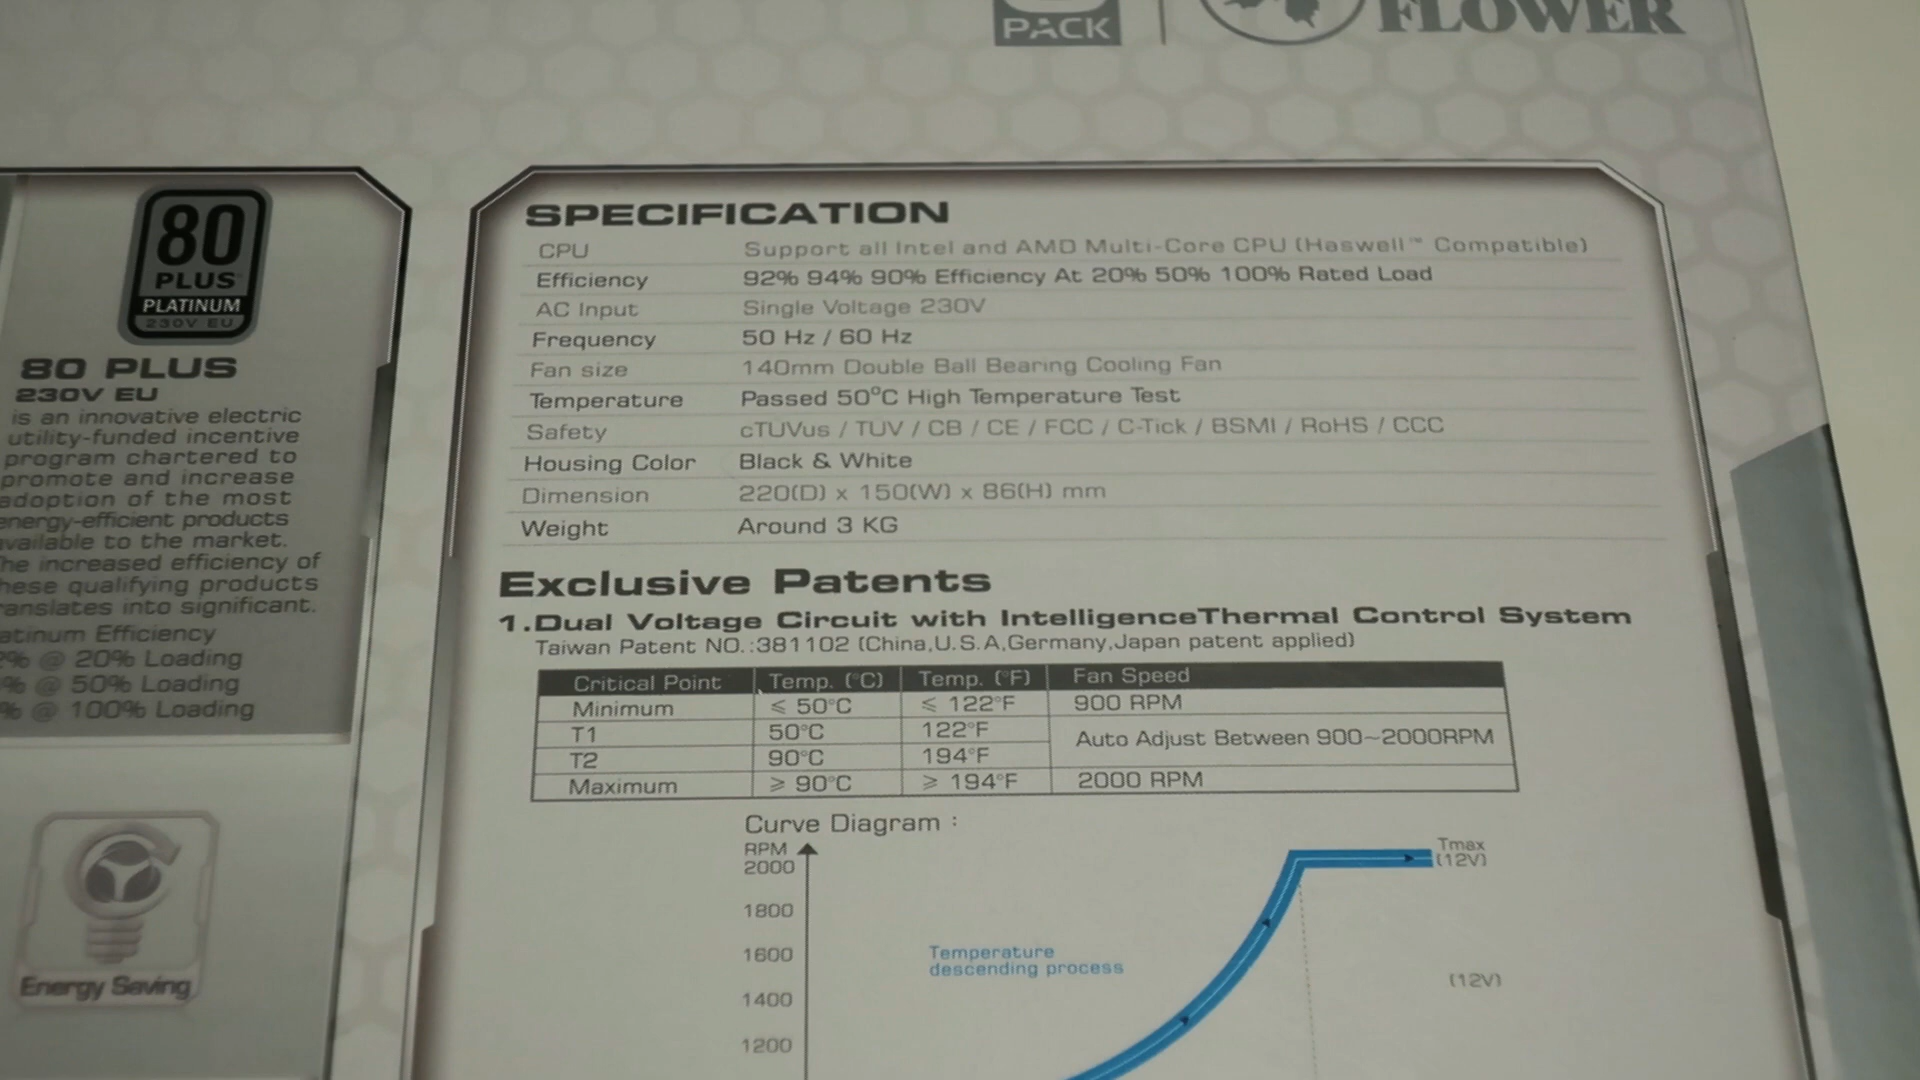 PACK
FLOWER
80
PLUS
PLATINUM
230V EU
80 PLUS
230V EU
is an innovative electric
utility-funded incentive
program chartered to
promote and increase
adoption of the most
energy-efficient products
available to the market.
he increased efficiency of
hese qualifying products
ranslates into significant.
atinum Efficiency
% @ 20% Loading
% @ 50% Loading
% @ 100% Loading
Energy Saving
SPECIFICATION
CPU Support all Intel and AMD Multi-Core CPU (Haswell™ Compatible)
Efficiency 92% 94% 90% Efficiency At 20% 50% 100% Rated Load
AC Input Single Voltage 230V
Frequency 50 Hz / 60 Hz
Fan size 140mm Double Ball Bearing Cooling Fan
Temperature Passed 50°C High Temperature Test
Safety cTUVus / TUV / CB / CE / FCC / C-Tick / BSMI / RoHS / CCC
Housing Color Black & White
Dimension 220(D) x 150(W) x 86(H) mm
Weight Around 3 KG
Exclusive Patents
1.Dual Voltage Circuit with IntelligenceThermal Control System
Taiwan Patent NO.:381102 (China,U.S.A,Germany,Japan patent applied)
Critical Point Temp. (°C) Temp. (°F) Fan Speed
Minimum ≤ 50°C ≤ 122°F 900 RPM
T1 50°C 122°F Auto Adjust Between 900~2000RPM
T2 90°C 194°F
Maximum ≥ 90°C ≥ 194°F 2000 RPM
Curve Diagram :
RPM
2000
1800
1600
1400
1200
Temperature
descending process
Tmax
(12V)
(12V)